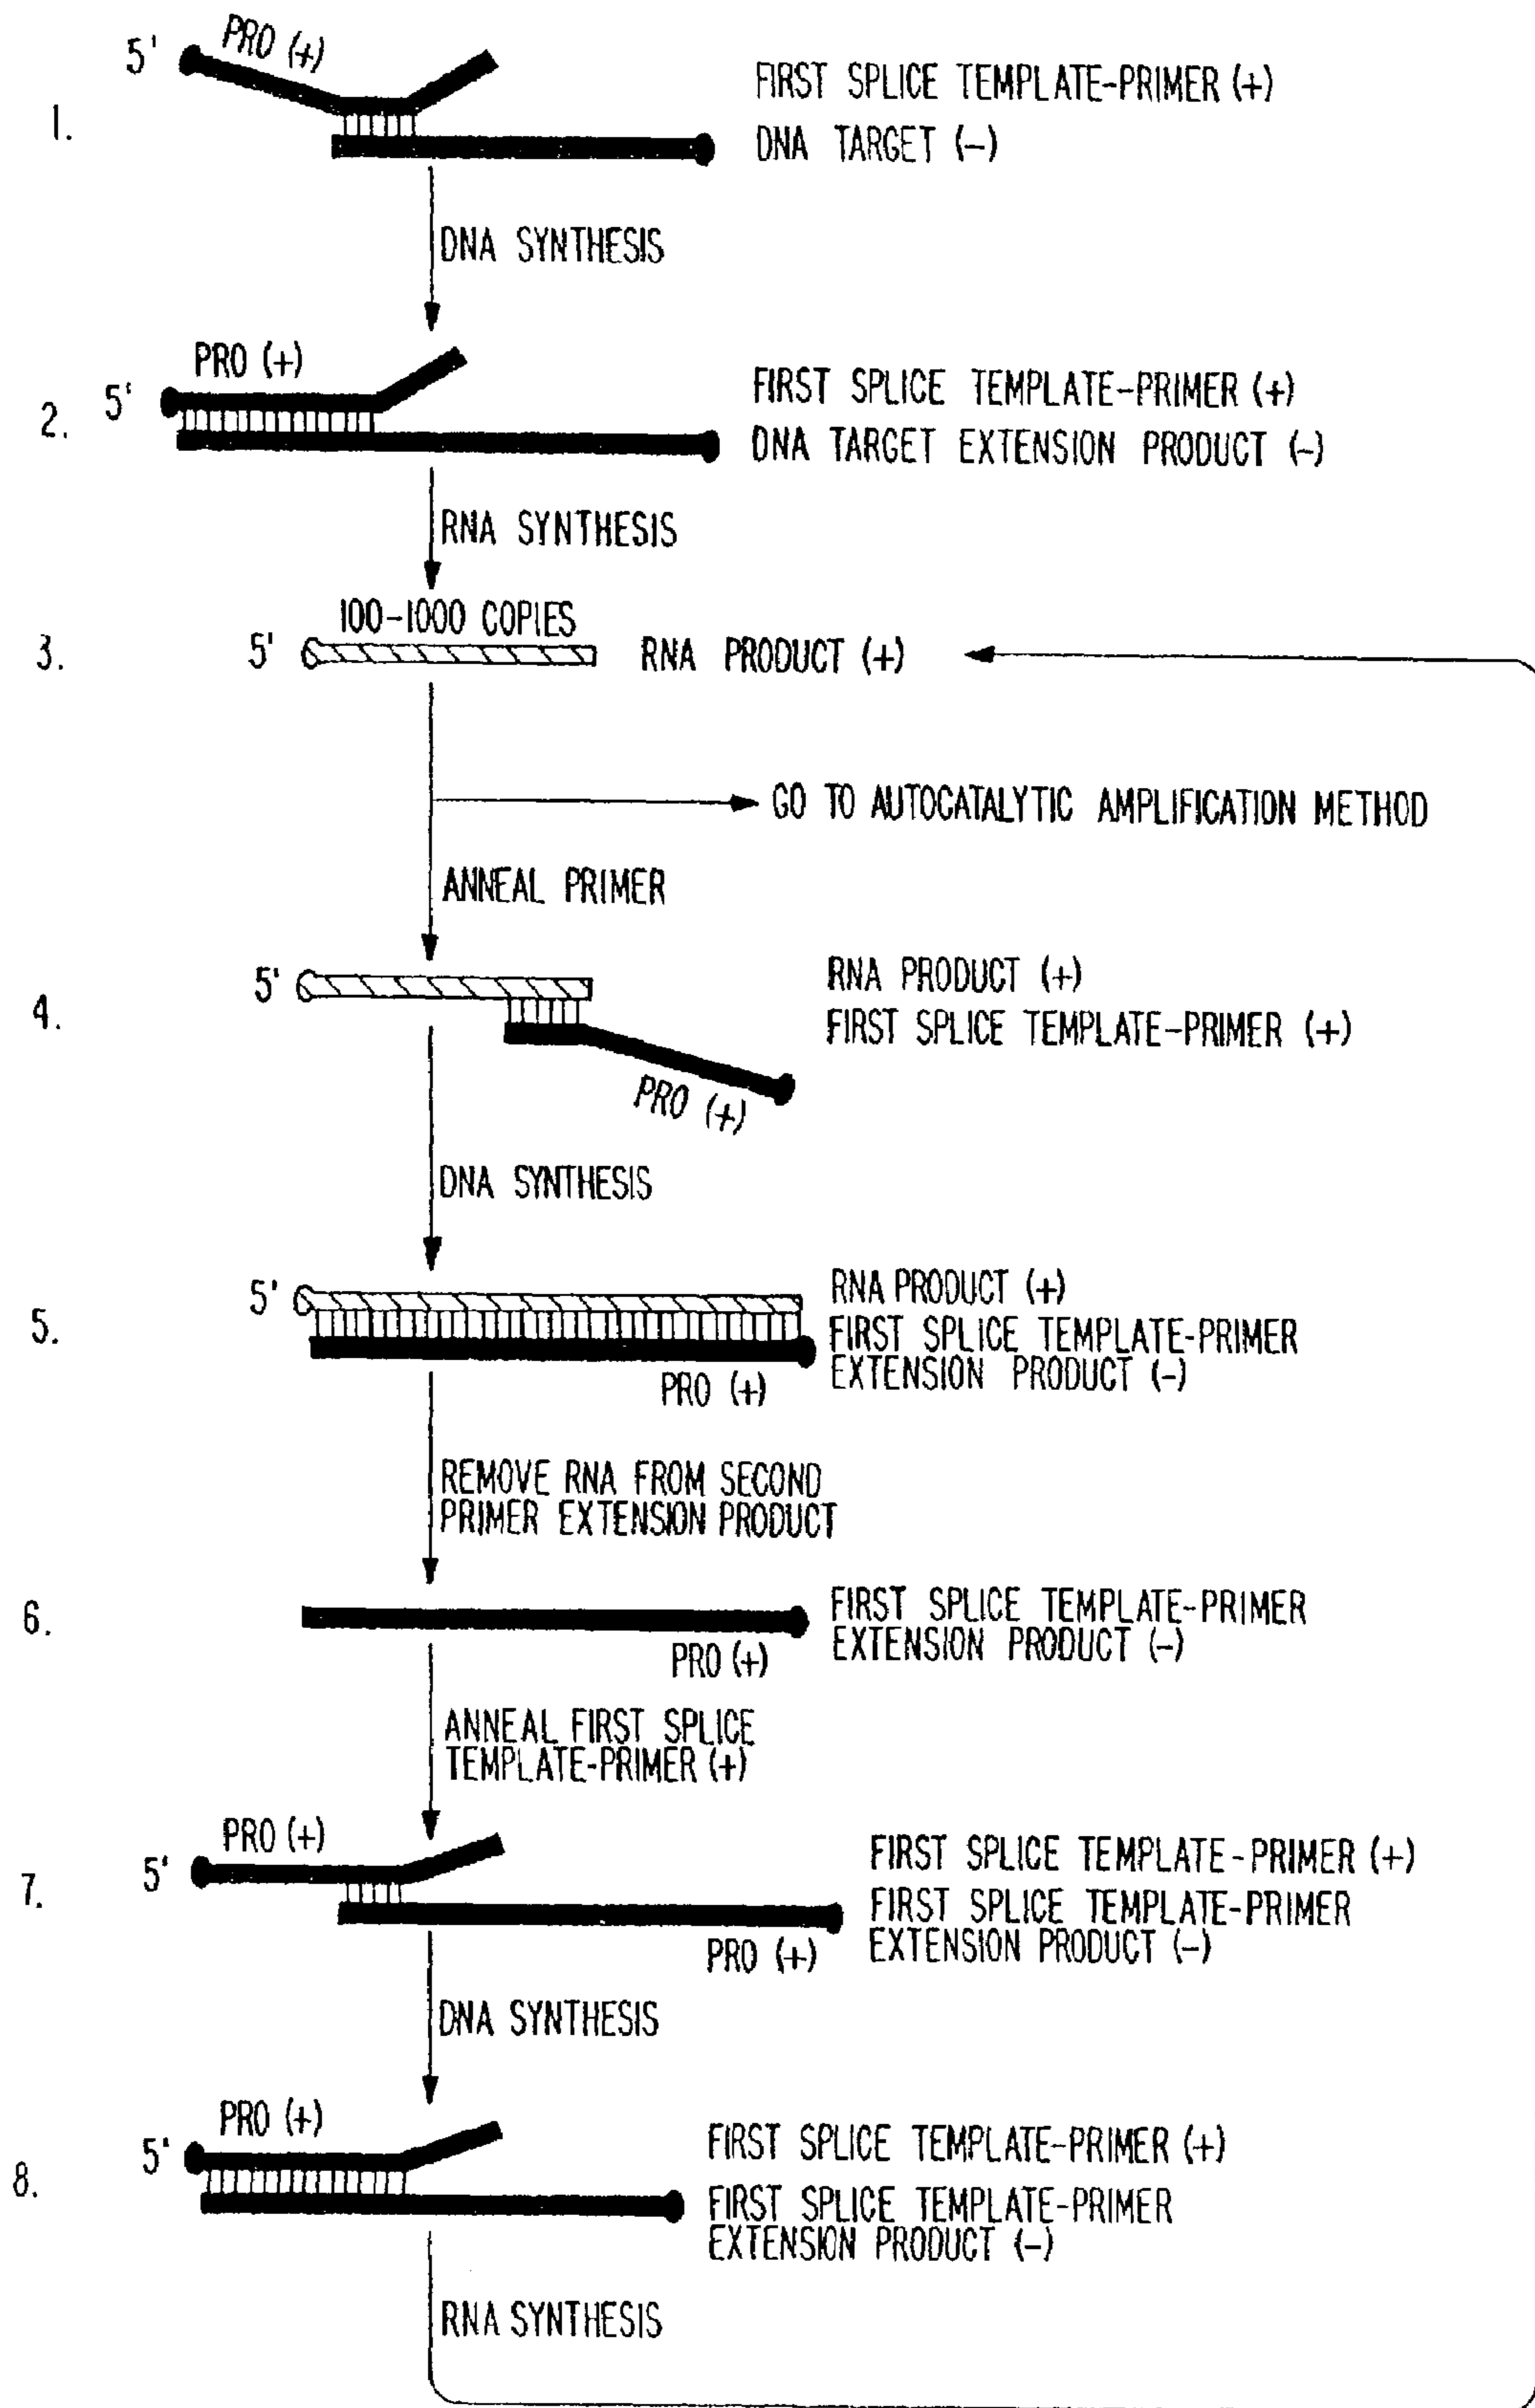 5' PRO (+)
1. FIRST SPLICE TEMPLATE-PRIMER (+)
DNA TARGET (-)
DNA SYNTHESIS
PRO (+)
2. 5' FIRST SPLICE TEMPLATE-PRIMER (+)
DNA TARGET EXTENSION PRODUCT (-)
RNA SYNTHESIS
100-1000 COPIES
3. 5' RNA PRODUCT (+)
GO TO AUTOCATALYTIC AMPLIFICATION METHOD
ANNEAL PRIMER
4. 5' RNA PRODUCT (+)
FIRST SPLICE TEMPLATE-PRIMER (+)
PRO (+)
DNA SYNTHESIS
5. 5' RNA PRODUCT (+)
FIRST SPLICE TEMPLATE-PRIMER
EXTENSION PRODUCT (-)
PRO (+)
REMOVE RNA FROM SECOND
PRIMER EXTENSION PRODUCT
6. FIRST SPLICE TEMPLATE-PRIMER
EXTENSION PRODUCT (-)
PRO (+)
ANNEAL FIRST SPLICE
TEMPLATE-PRIMER (+)
PRO (+)
7. 5' FIRST SPLICE TEMPLATE-PRIMER (+)
FIRST SPLICE TEMPLATE-PRIMER
EXTENSION PRODUCT (-)
PRO (+)
DNA SYNTHESIS
PRO (+)
8. 5' FIRST SPLICE TEMPLATE-PRIMER (+)
FIRST SPLICE TEMPLATE-PRIMER
EXTENSION PRODUCT (-)
RNA SYNTHESIS